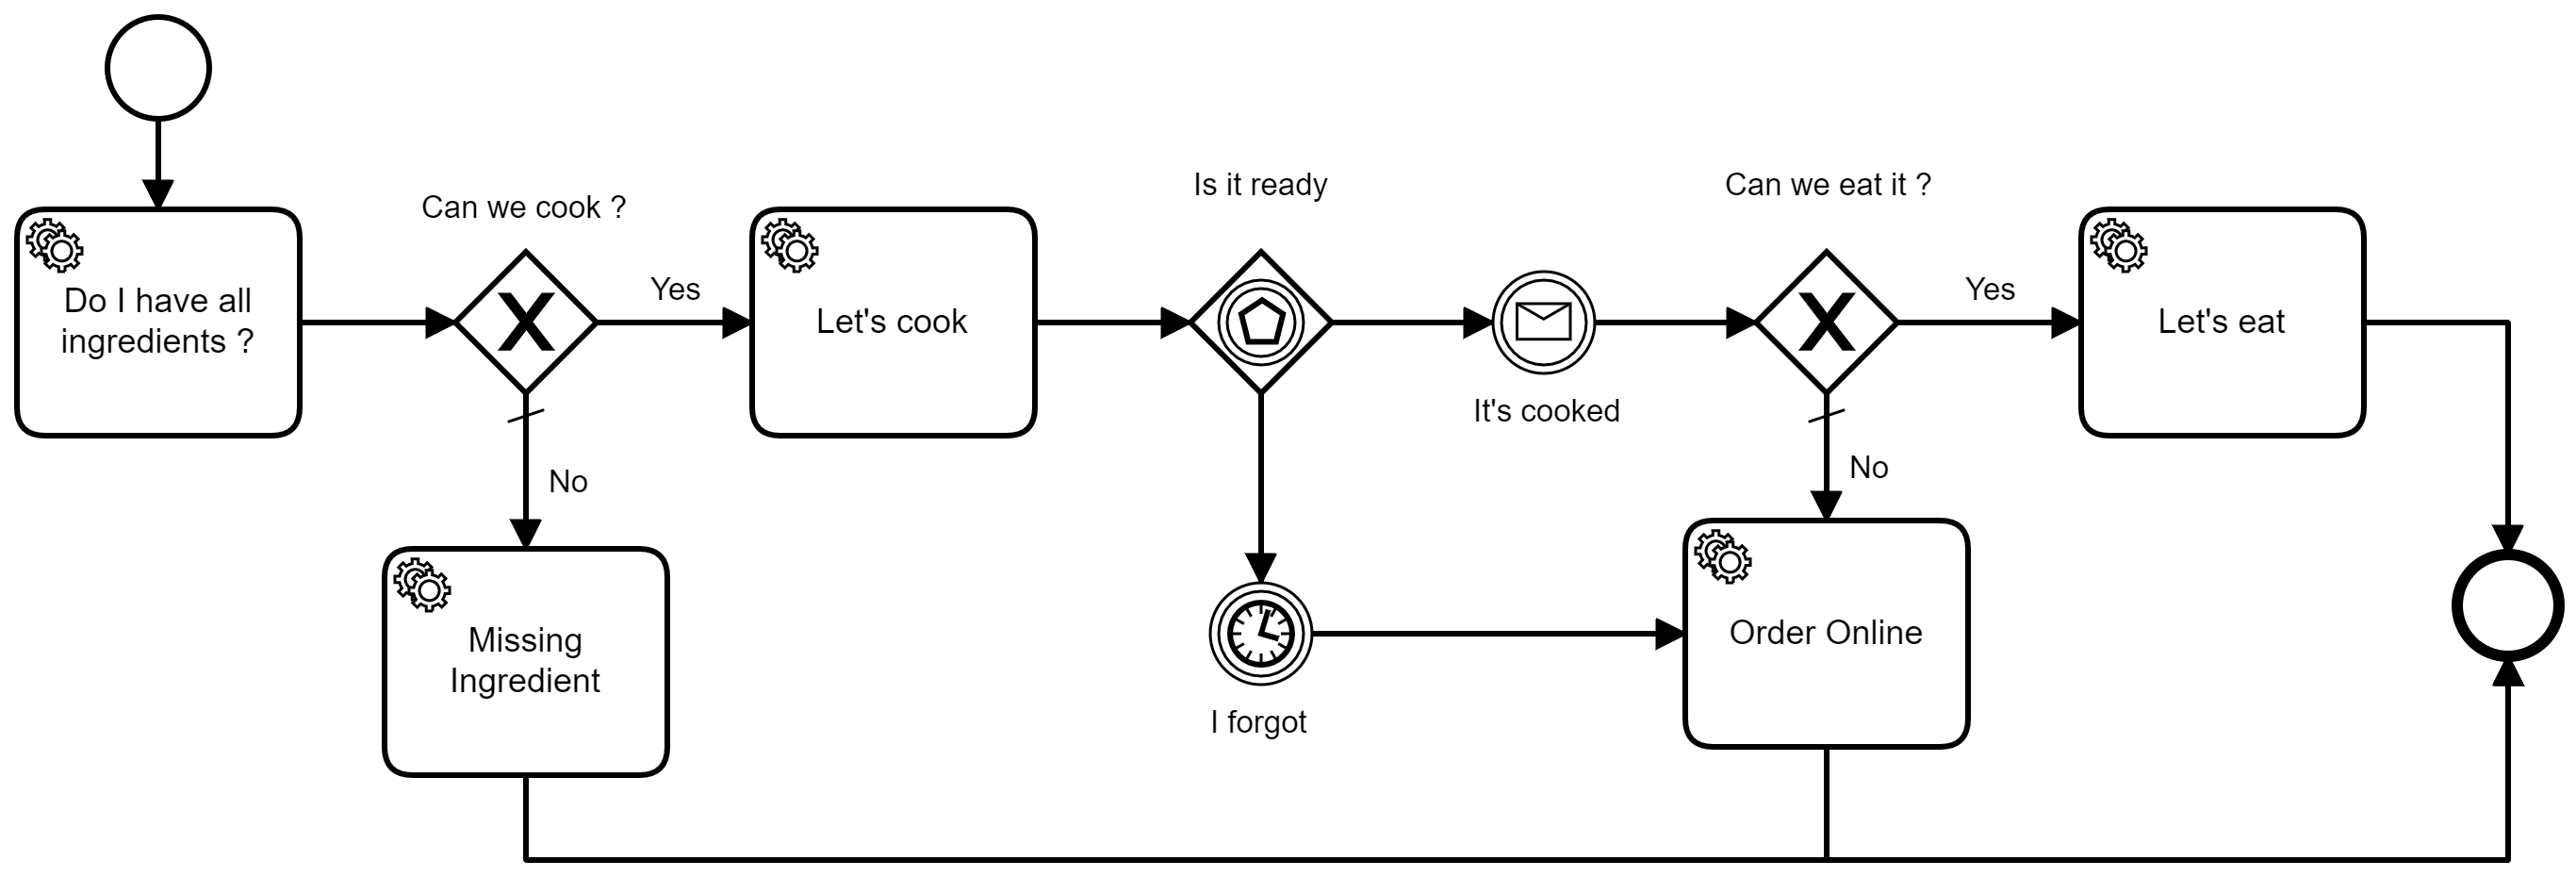 Is it ready
Can we eat it ?
Can we cook ?
Yes
Yes
Do I have all
ingredients ?
Let's cook
Let's eat
It's cooked
No
No
Missing
Ingredient
Order Online
I forgot